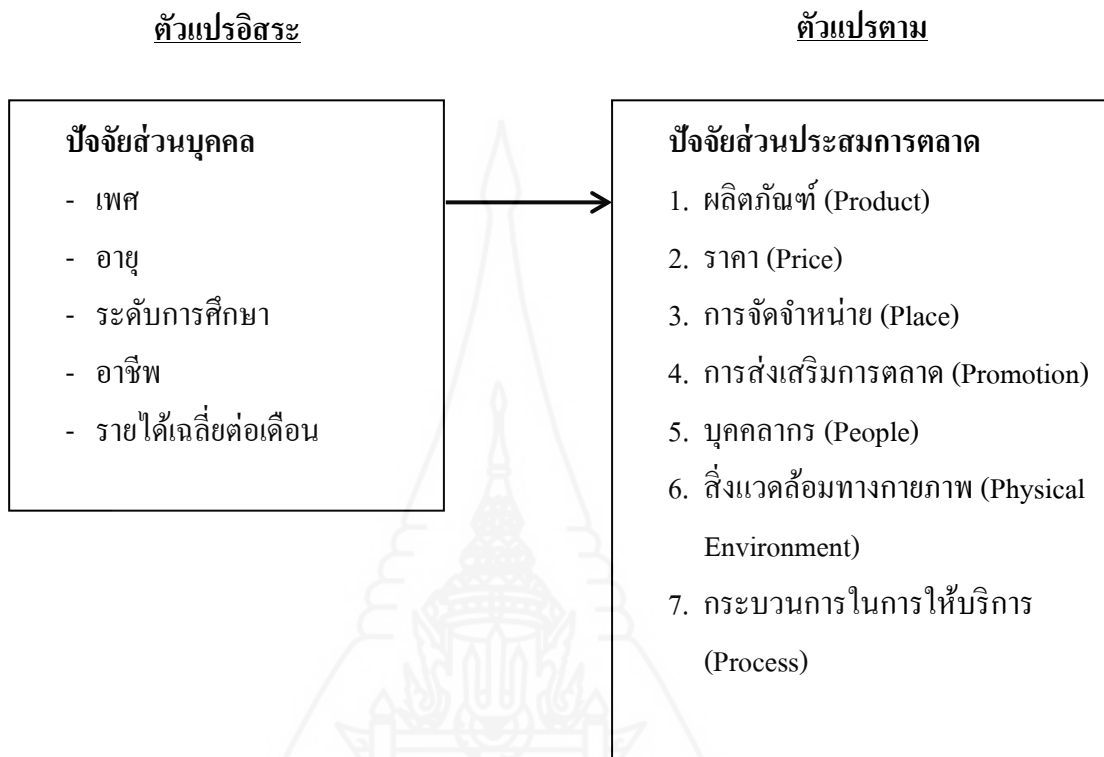 ตัวแปรอิสระ
ตัวแปรตาม
ปัจจัยส่วนบุคคล
- เพศ
- อายุ
- ระดับการศึกษา
- อาชีพ
- รายได้เฉลี่ยต่อเดือน
ปัจจัยส่วนประสมการตลาด
1. ผลิตภัณฑ์ (Product)
2. ราคา (Price)
3. การจัดจำหน่าย (Place)
4. การส่งเสริมการตลาด (Promotion)
5. บุคคลากร (People)
6. สิ่งแวดล้อมทางกายภาพ (Physical
Environment)
7. กระบวนการในการให้บริการ
(Process)